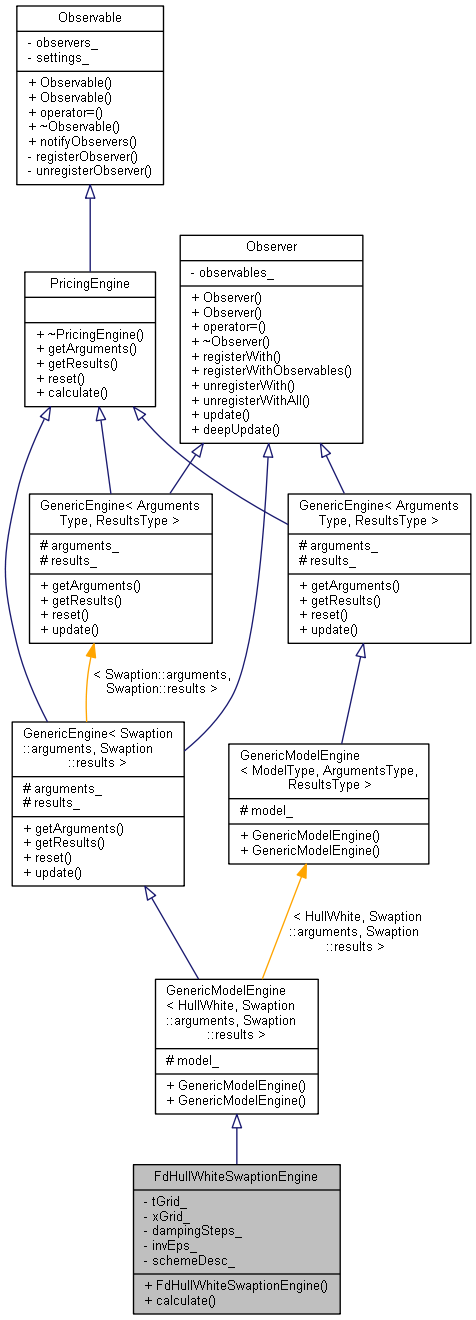 Observable
- observers_
- settings_
+ Observable()
+ Observable()
+ operator=()
+ ~Observable()
+ notifyObservers()
- registerObserver()
- unregisterObserver()
Observer
- observables_
+ Observer()
+ Observer()
+ operator=()
+ ~Observer()
+ registerWith()
+ registerWithObservables()
+ unregisterWith()
+ unregisterWithAll()
+ update()
+ deepUpdate()
PricingEngine
+ ~PricingEngine()
+ getArguments()
+ getResults()
+ reset()
+ calculate()
GenericEngine< Arguments
Type, ResultsType >
# arguments_
# results_
+ getArguments()
+ getResults()
+ reset()
+ update()
GenericEngine< Arguments
Type, ResultsType >
# arguments_
# results_
+ getArguments()
+ getResults()
+ reset()
+ update()
< Swaption::arguments,
Swaption::results >
GenericEngine< Swaption
::arguments, Swaption
::results >
# arguments_
# results_
+ getArguments()
+ getResults()
+ reset()
+ update()
GenericModelEngine
< ModelType, ArgumentsType,
ResultsType >
# model_
+ GenericModelEngine()
+ GenericModelEngine()
< HullWhite, Swaption
::arguments, Swaption
::results >
GenericModelEngine
< HullWhite, Swaption
::arguments, Swaption
::results >
# model_
+ GenericModelEngine()
+ GenericModelEngine()
FdHullWhiteSwaptionEngine
- tGrid_
- xGrid_
- dampingSteps_
- invEps_
- schemeDesc_
+ FdHullWhiteSwaptionEngine()
+ calculate()